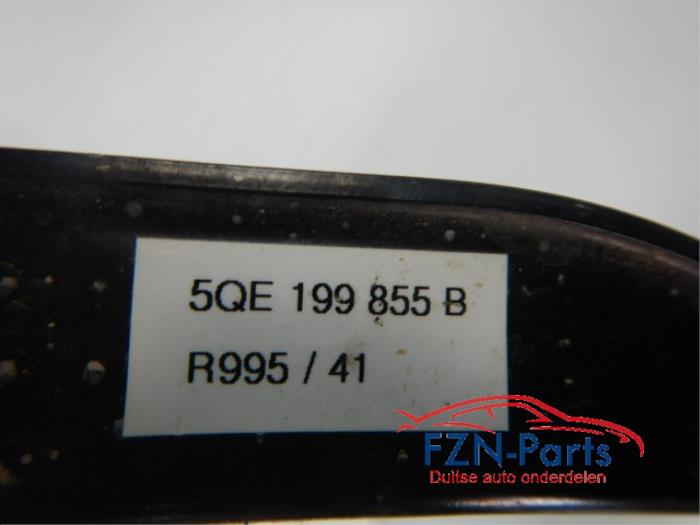 5QE 199 855 B
R995 / 41
FZN-Parts
Duitse auto onderdelen